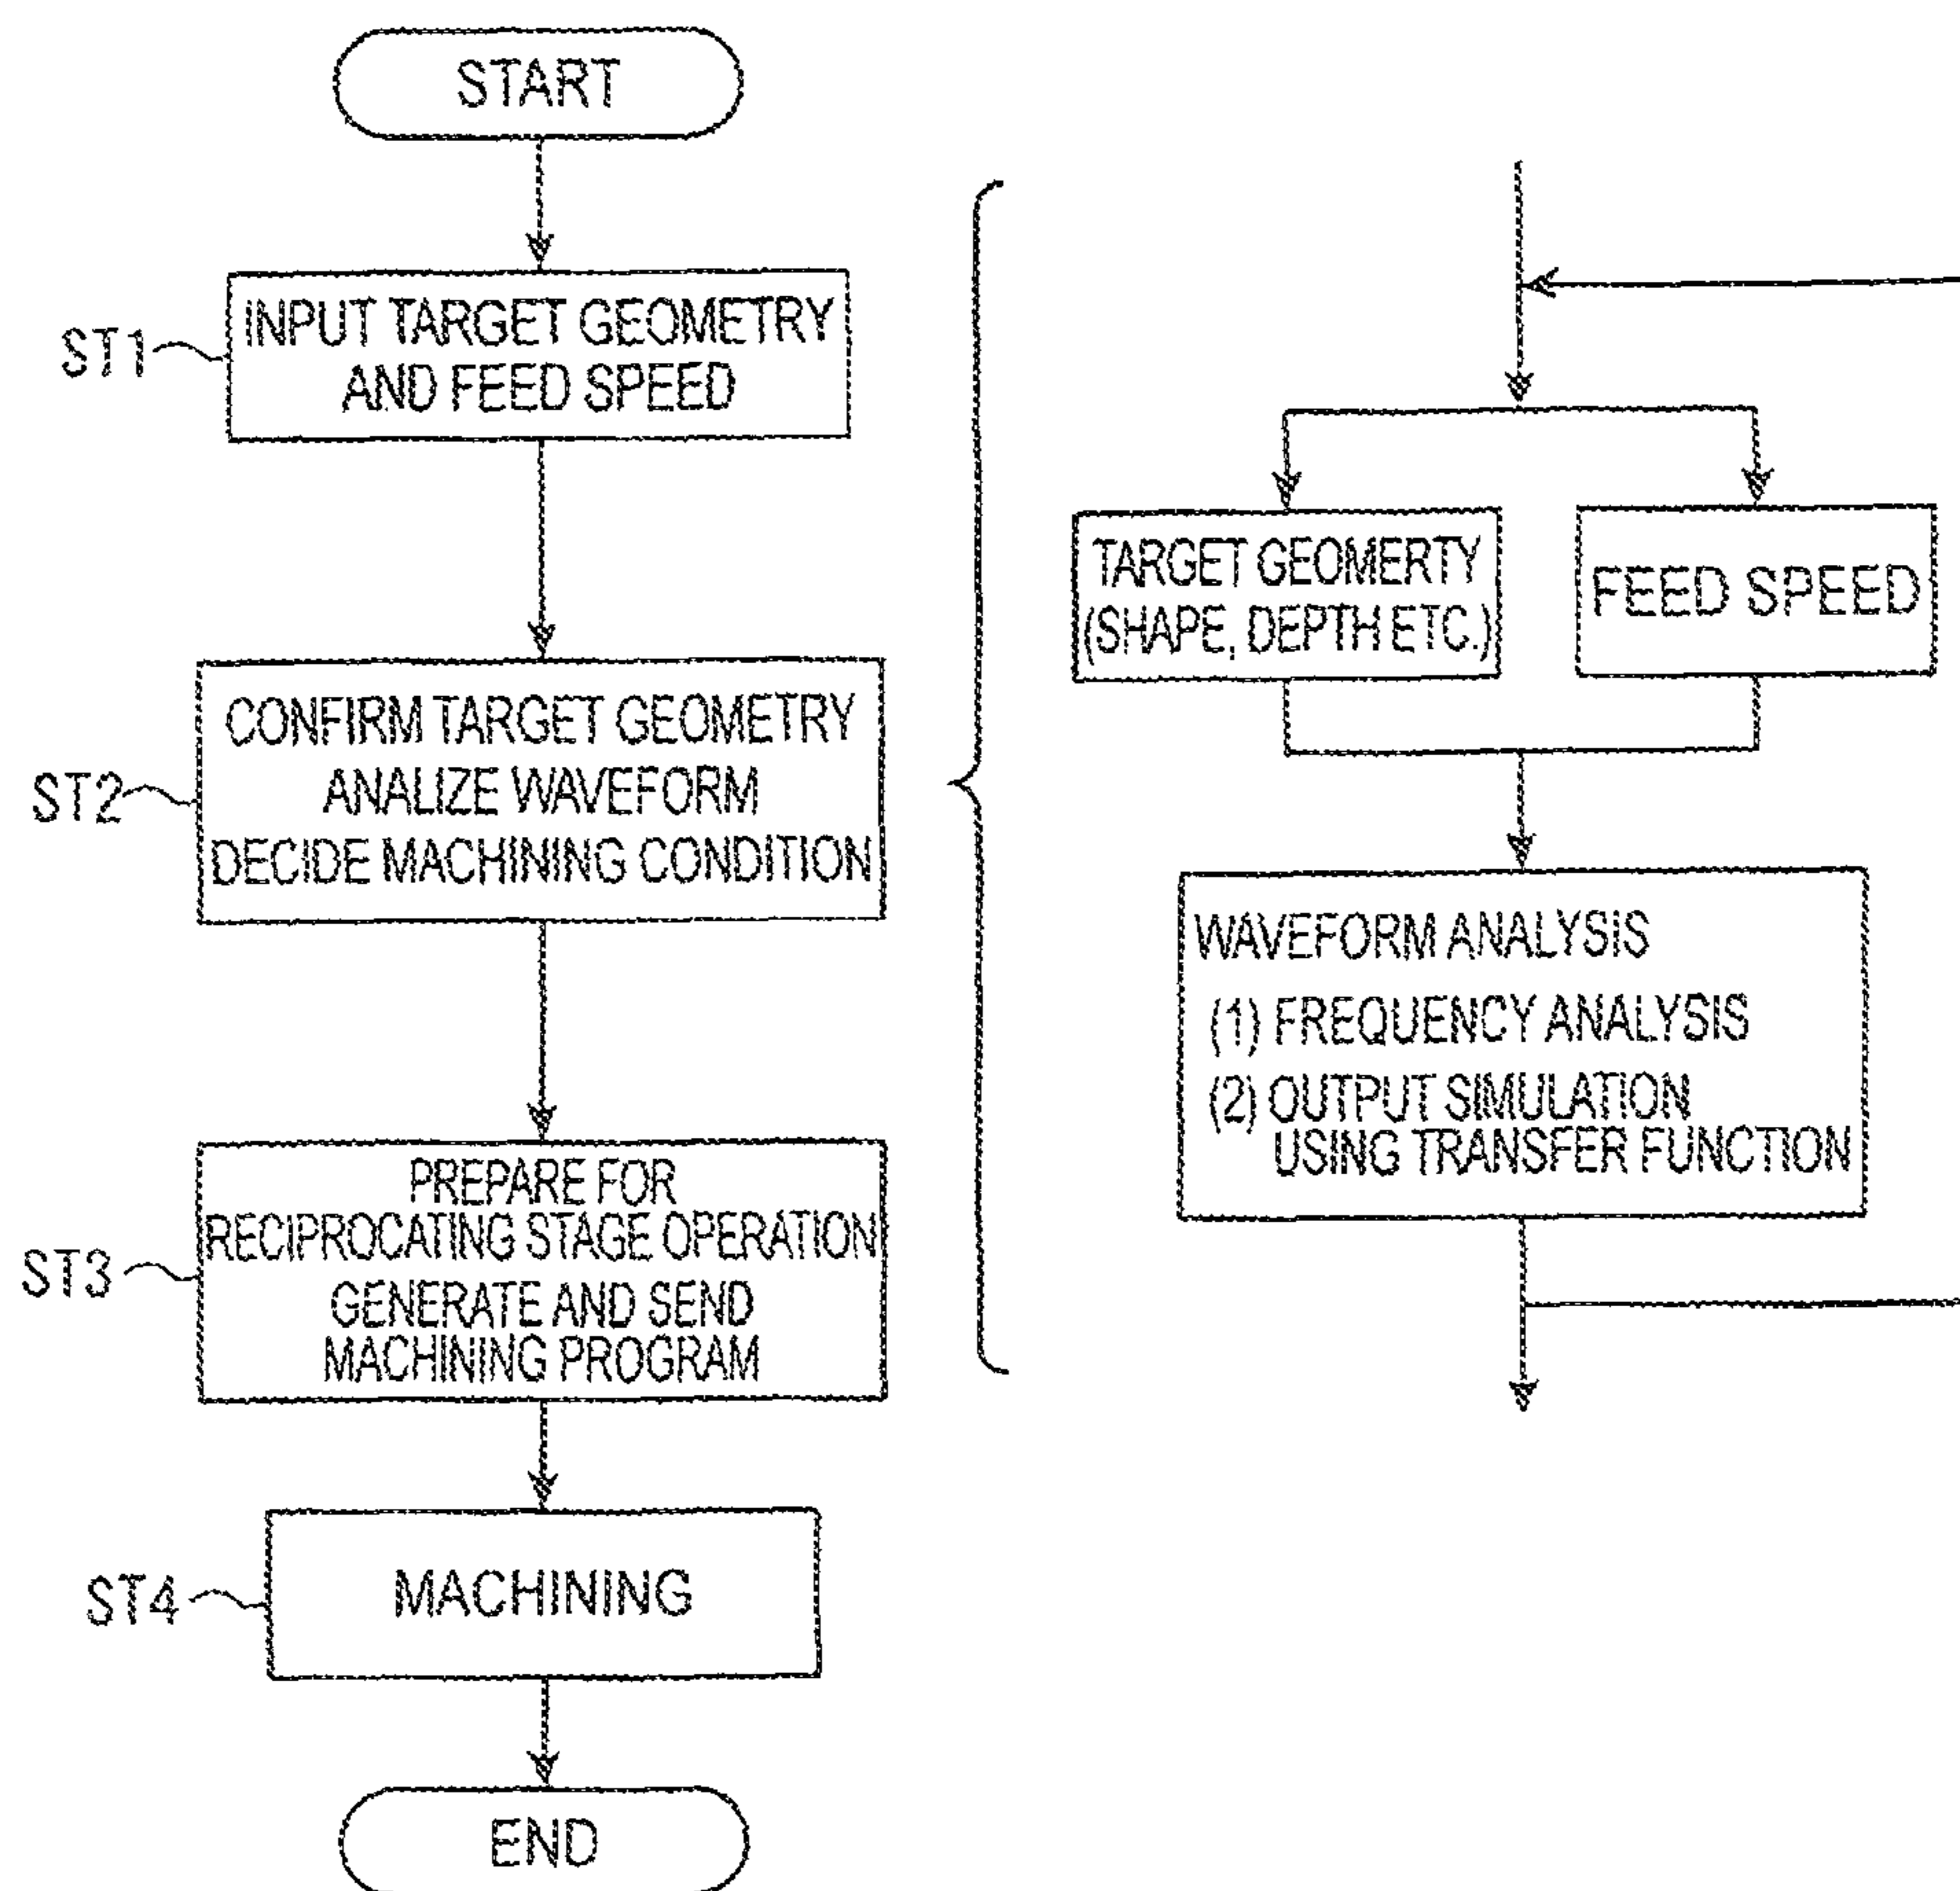 START
ST1
INPUT TARGET GEOMETRY
AND FEED SPEED
ST2
CONFIRM TARGET GEOMETRY
ANALIZE WAVEFORM
DECIDE MACHINING CONDITION
ST3
PREPARE FOR
RECIPROCATING STAGE OPERATION
GENERATE AND SEND
MACHINING PROGRAM
ST4
MACHINING
END
TARGET GEOMERTY
(SHAPE, DEPTH ETC.)
FEED SPEED
WAVEFORM ANALYSIS
(1) FREQUENCY ANALYSIS
(2) OUTPUT SIMULATION
USING TRANSFER FUNCTION